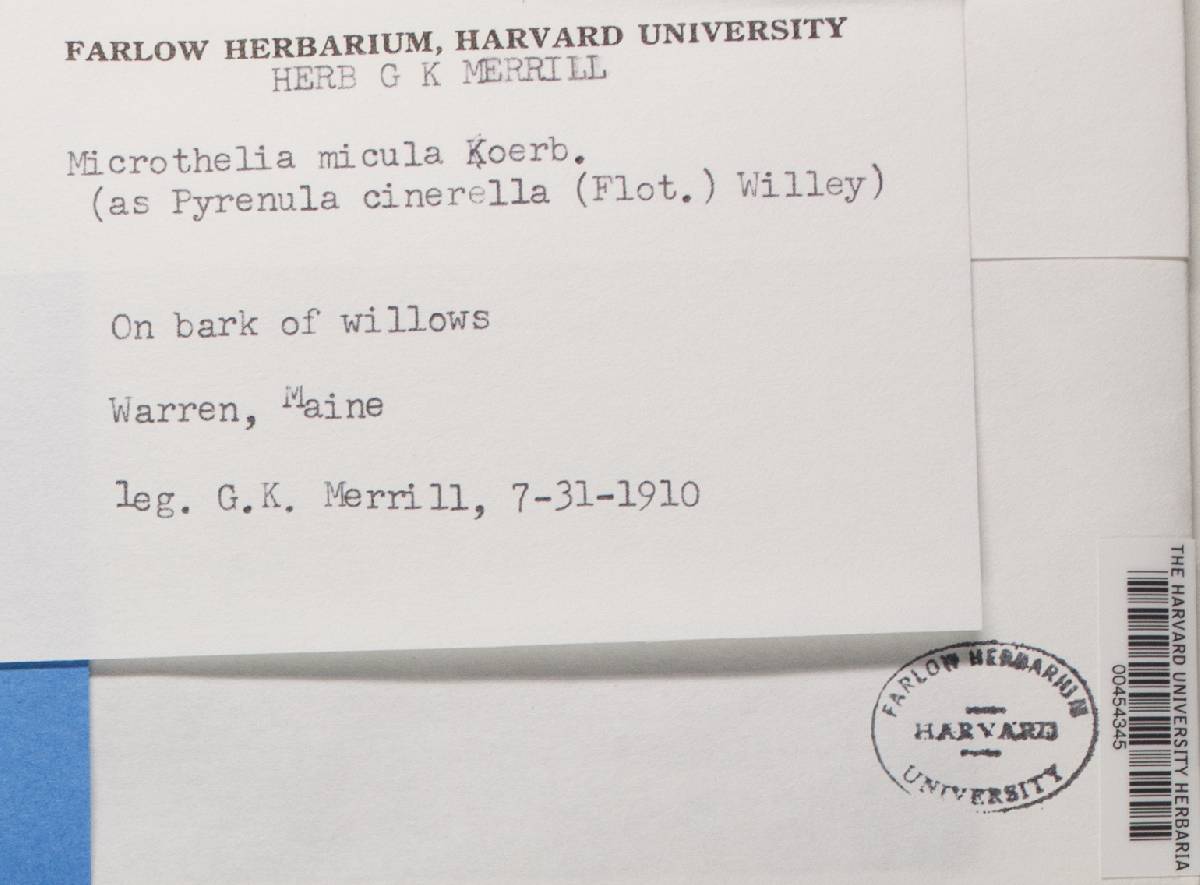 FARLOW HERBARIUM, HARVARD UNIVERSITY
HERB G K MERRILL
Microthelia micula Koerb.
(as Pyrenula cinerella (Flot.) Willey)
On bark of willows
Warren, Maine
leg. G.K. Merrill, 7-31-1910
FARLOW HERBARIUM
HARVARD
UNIVERSITY
THE HARVARD UNIVERSITY HERBARIA
00454345